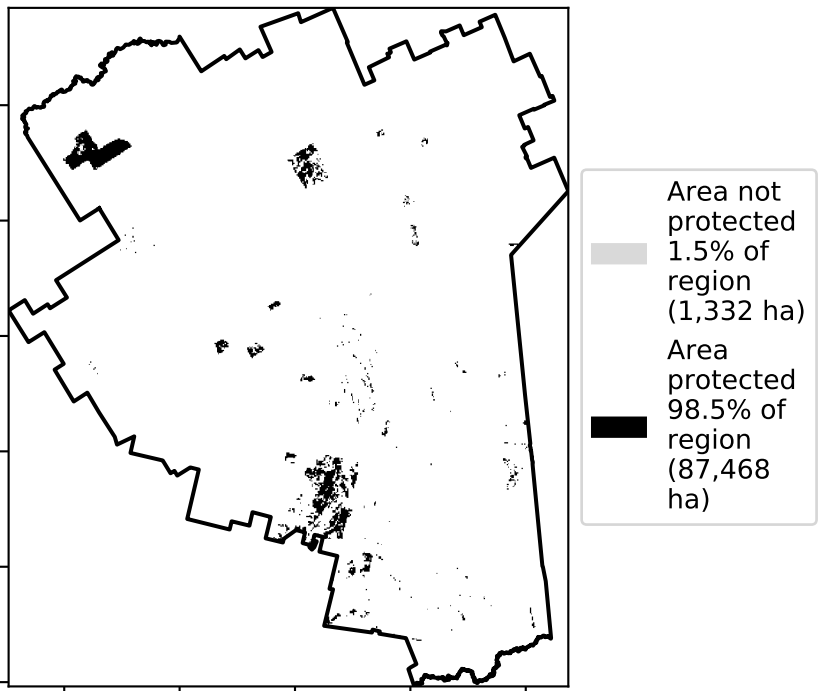 Area not
protected
1.5% of
region
(1,332 ha)
Area
protected
98.5% of
region
(87,468
ha)